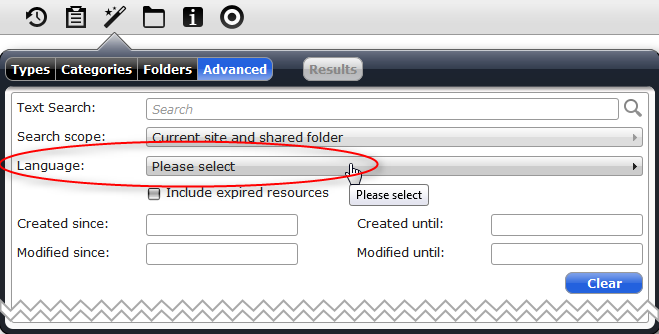 Types Categories Folders Advanced Results
Text Search: Search
Search scope: Current site and shared folder
Language: Please select
Include expired resources Please select
Created since: Created until:
Modified since: Modified until:
Clear